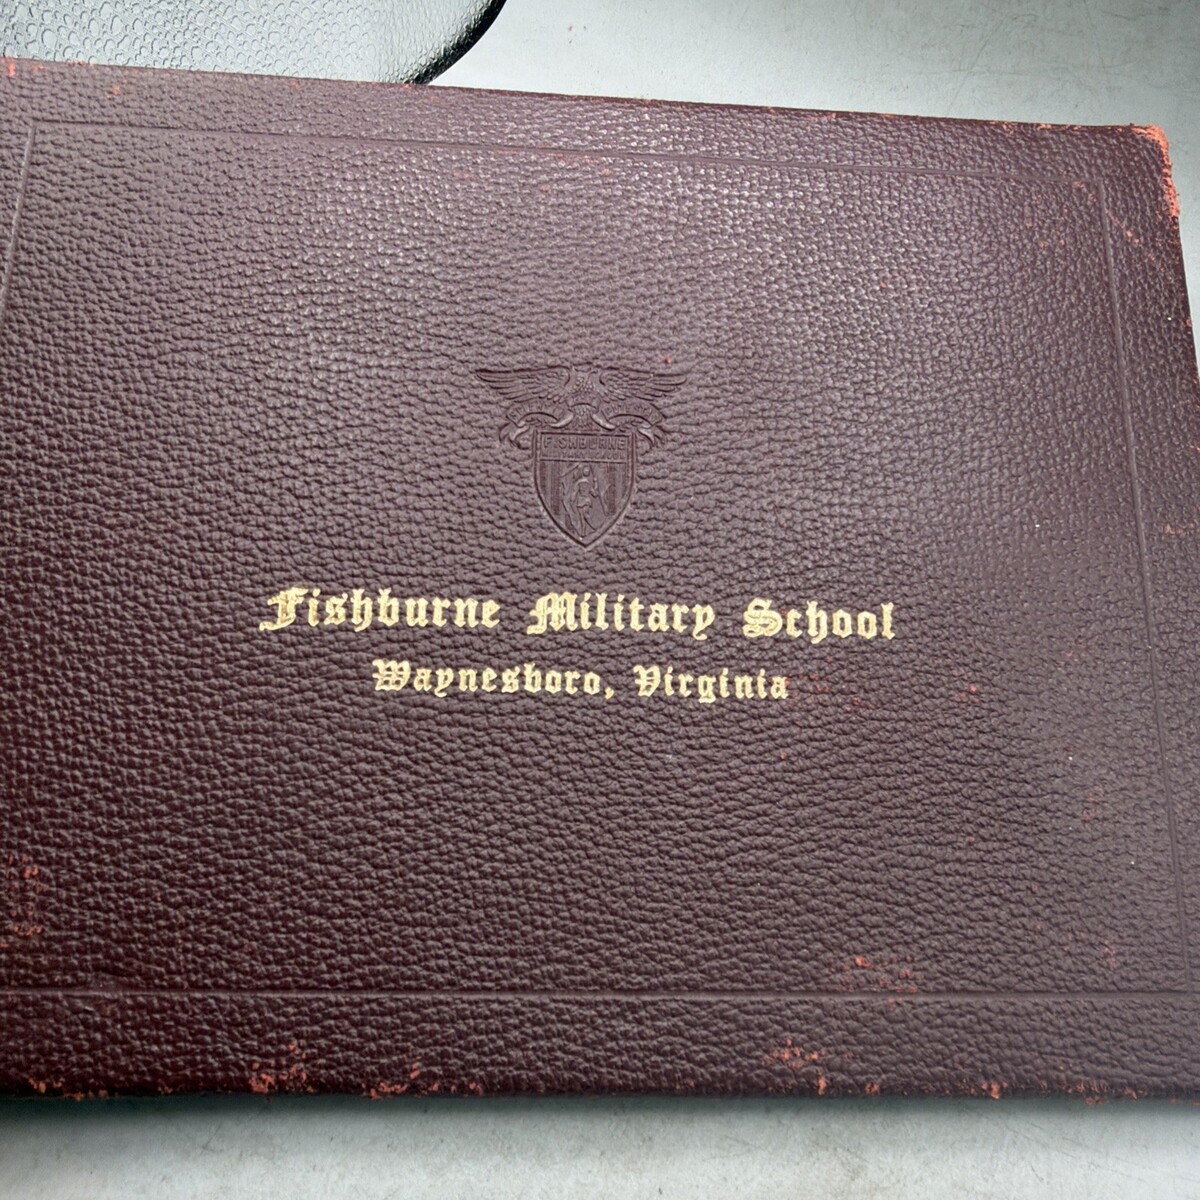 FISHBURNE
Fishburne Military School
Waynesboro, Virginia